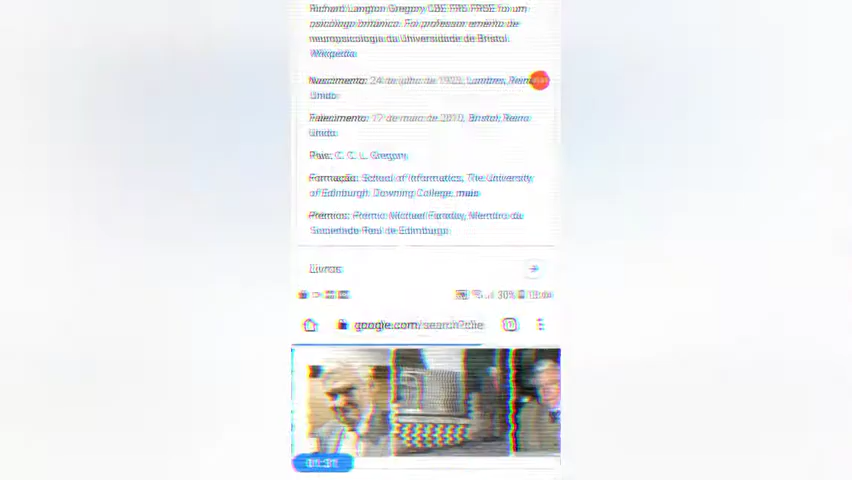 Richard Langton Gregory CBE FRS FRSE foi um
psicólogo britânico. Foi professor emérito de
neuropsicologia da Universidade de Bristol.
Wikipédia
Nascimento: 24 de julho de 1923, Londres, Reino
Unido
Falecimento: 17 de maio de 2010, Bristol, Reino
Unido
Pais: C. C. L. Gregory
Formação: School of Informatics, The University
of Edinburgh, Downing College, mais
Prêmios: Prêmio Michael Faraday, Membro da
Sociedade Real de Edimburgo
Livros
30%
google.com/search?clie